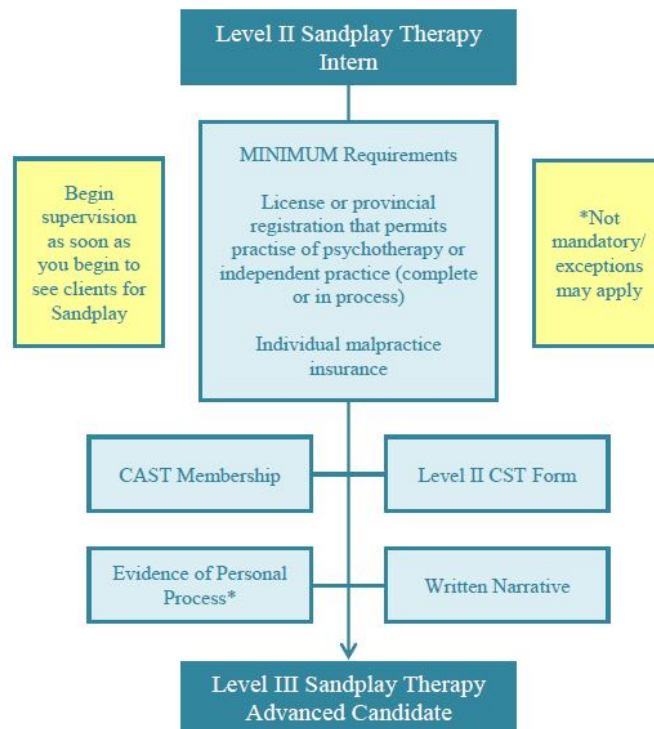 Level II Sandplay Therapy
Intern
MINIMUM Requirements
License or provincial
registration that permits
practise of psychotherapy or
independent practice (complete
or in process)
Individual malpractice
insurance
Begin
supervision
as soon as
you begin to
see clients for
Sandplay
*Not
mandatory/
exceptions
may apply
CAST Membership
Level II CST Form
Evidence of Personal
Process*
Written Narrative
Level III Sandplay Therapy
Advanced Candidate